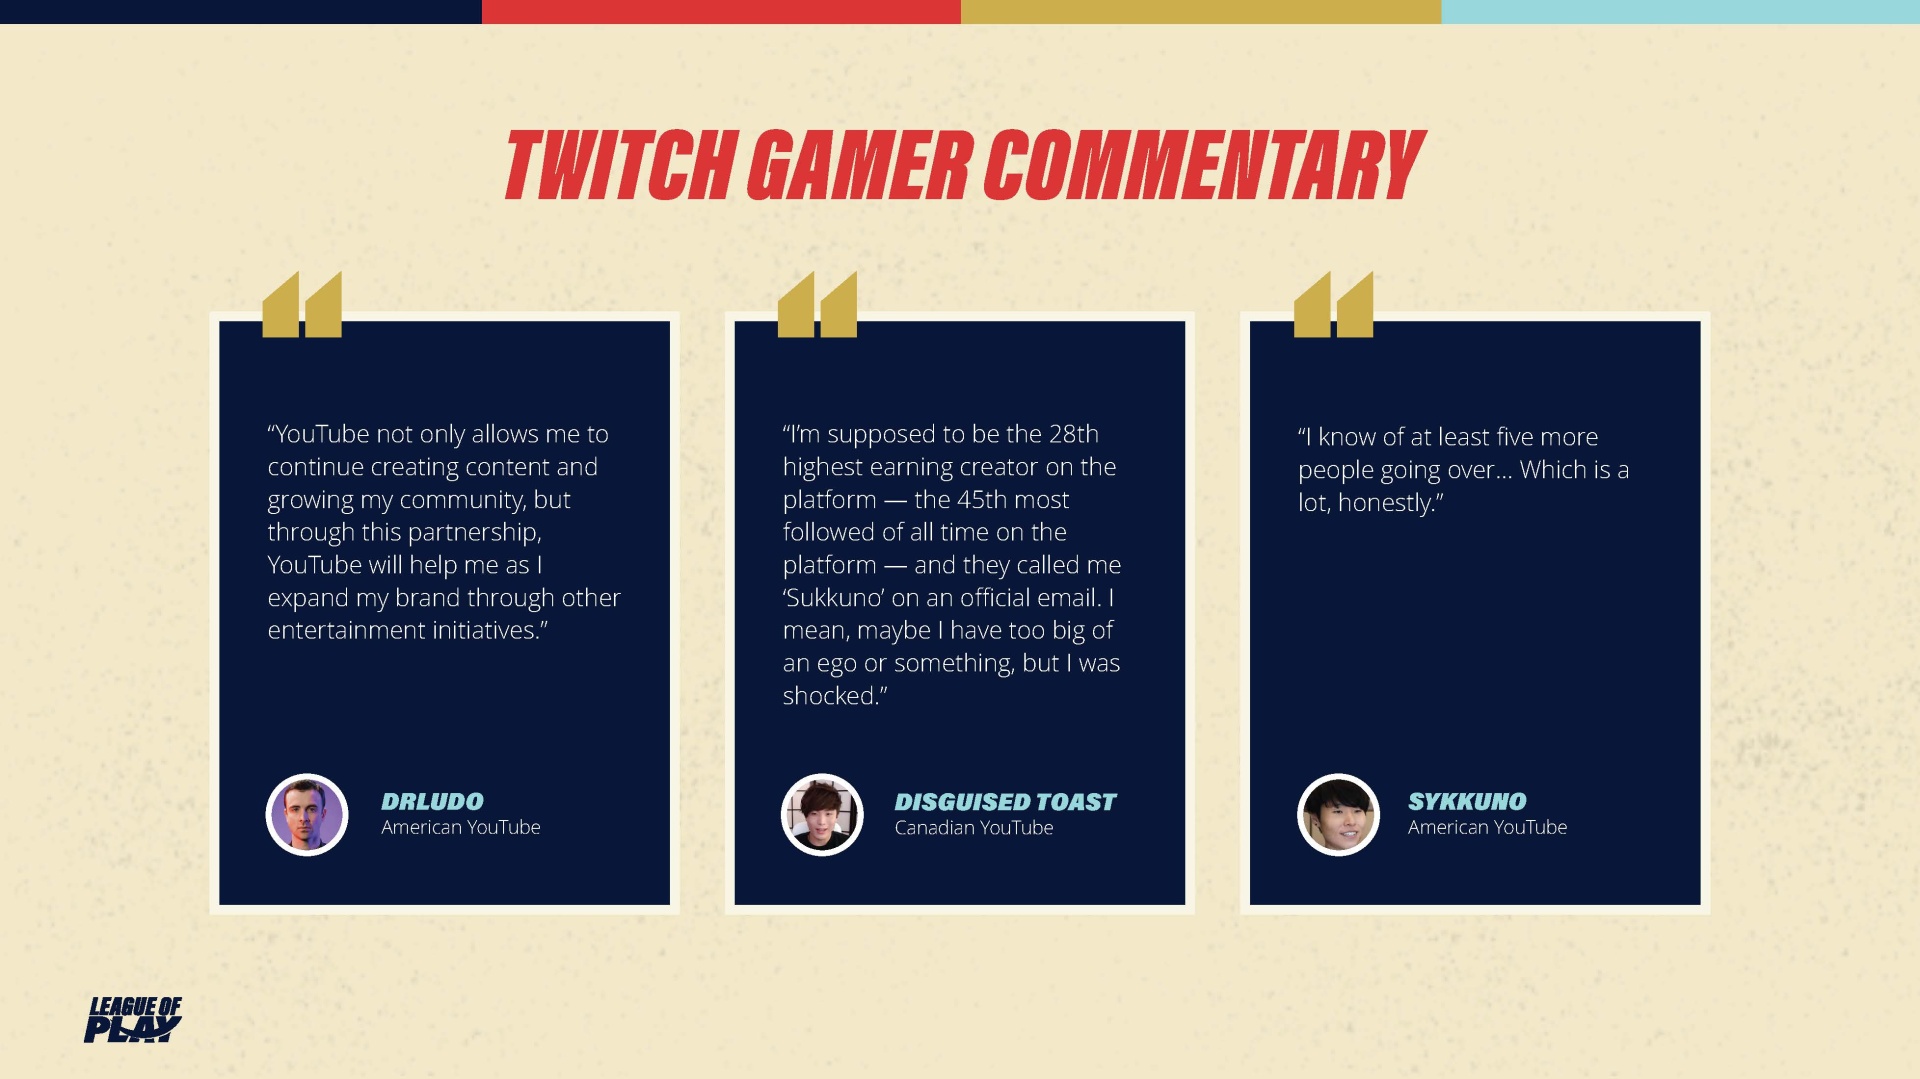 TWITCH GAMER COMMENTARY
“YouTube not only allows me to
continue creating content and
growing my community, but
through this partnership,
YouTube will help me as I
expand my brand through other
entertainment initiatives.”
DRLUDO
American YouTube
“I’m supposed to be the 28th
highest earning creator on the
platform — the 45th most
followed of all time on the
platform — and they called me
‘Sukkuno’ on an official email. I
mean, maybe I have too big of
an ego or something, but I was
shocked.”
DISGUISED TOAST
Canadian YouTube
“I know of at least five more
people going over... Which is a
lot, honestly.”
SYKKUNO
American YouTube
LEAGUE OF
PLAY